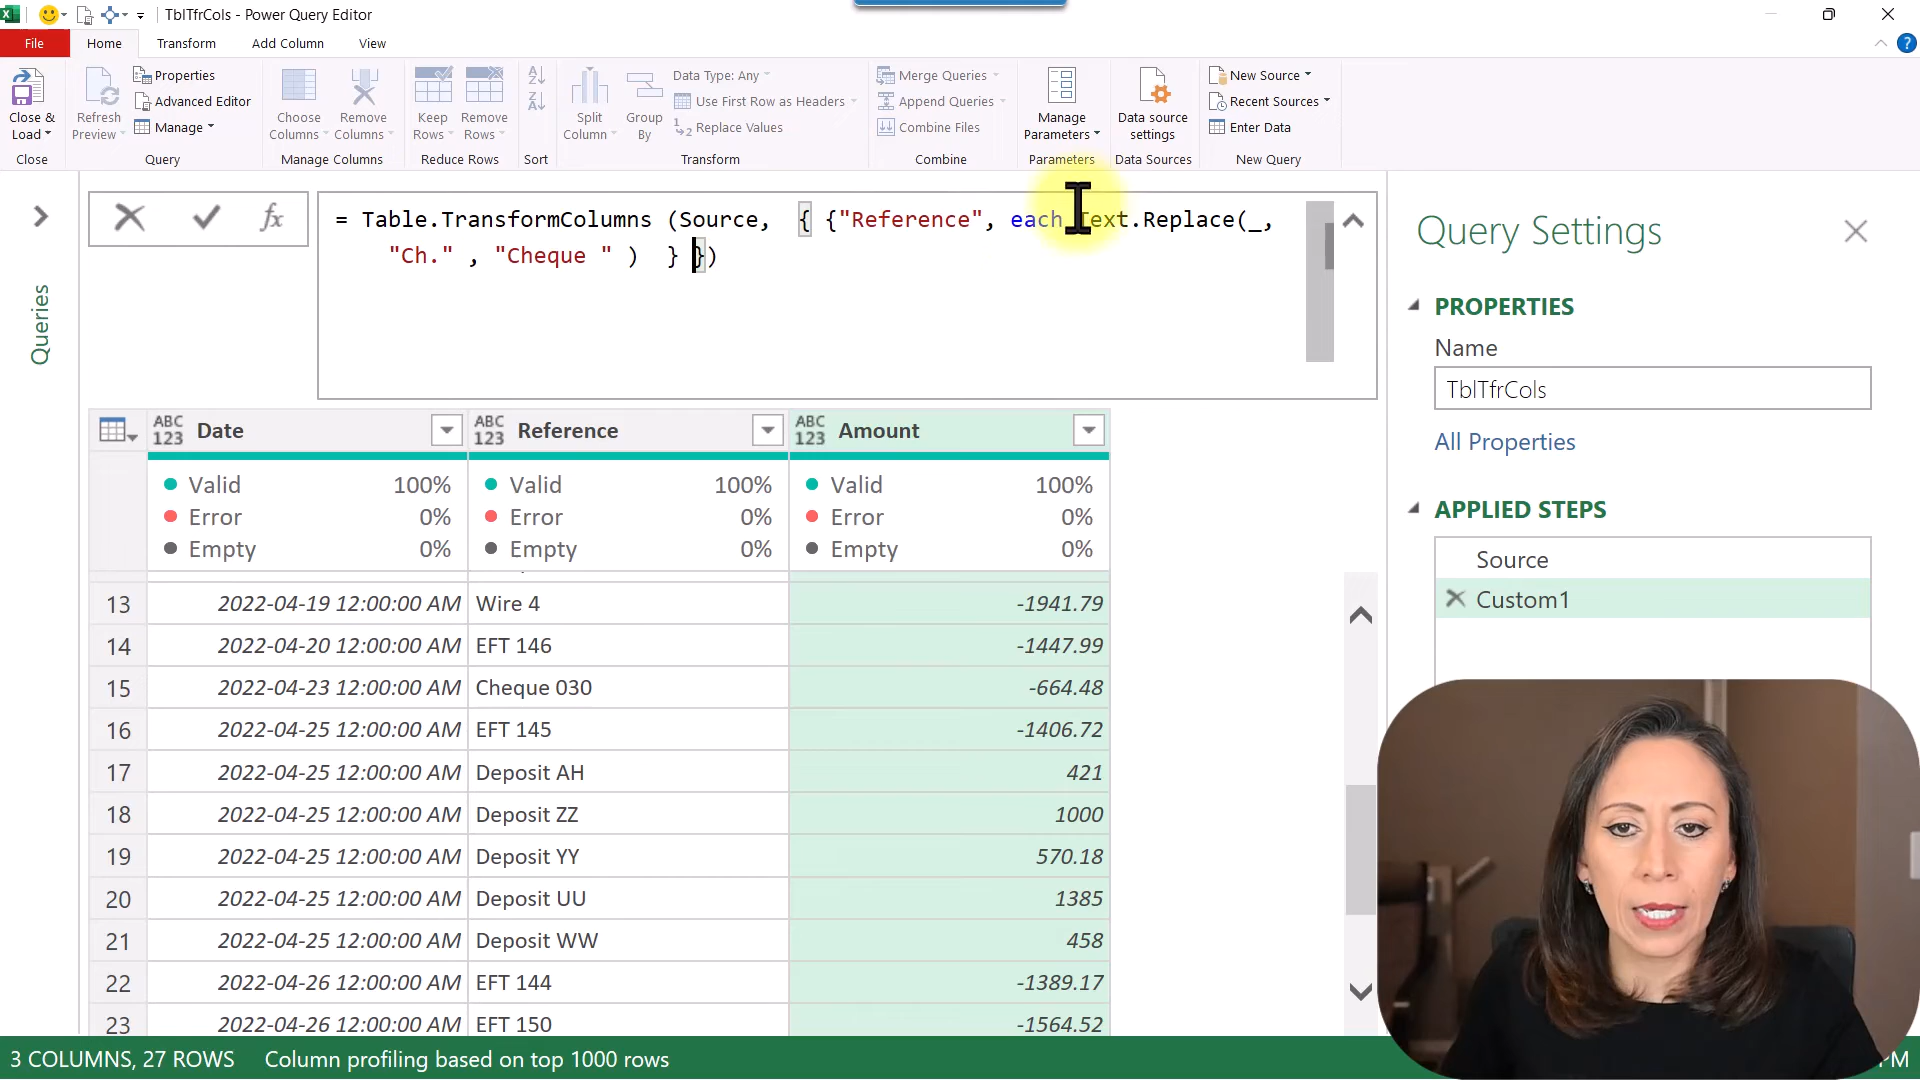 TblTfrCols - Power Query Editor
File Home Transform Add Column View
Close & Load
Close
Refresh Preview
Properties
Advanced Editor
Manage
Query
Choose Columns
Remove Columns
Manage Columns
Keep Rows
Remove Rows
Reduce Rows
Sort
Split Column
Group By
Data Type: Any
Use First Row as Headers
Replace Values
Transform
Merge Queries
Append Queries
Combine Files
Combine
Manage Parameters
Parameters
Data source settings
Data Sources
New Source
Recent Sources
Enter Data
New Query
fx
= Table.TransformColumns (Source, { {"Reference", each Text.Replace(_,
"Ch." , "Cheque " ) } })
Queries
ABC 123 Date ABC 123 Reference ABC 123 Amount
Valid 100% Valid 100% Valid 100%
Error 0% Error 0% Error 0%
Empty 0% Empty 0% Empty 0%
13 2022-04-19 12:00:00 AM Wire 4 -1941.79
14 2022-04-20 12:00:00 AM EFT 146 -1447.99
15 2022-04-23 12:00:00 AM Cheque 030 -664.48
16 2022-04-25 12:00:00 AM EFT 145 -1406.72
17 2022-04-25 12:00:00 AM Deposit AH 421
18 2022-04-25 12:00:00 AM Deposit ZZ 1000
19 2022-04-25 12:00:00 AM Deposit YY 570.18
20 2022-04-25 12:00:00 AM Deposit UU 1385
21 2022-04-25 12:00:00 AM Deposit WW 458
22 2022-04-26 12:00:00 AM EFT 144 -1389.17
23 2022-04-26 12:00:00 AM EFT 150 -1564.52
Query Settings
PROPERTIES
Name
TblTfrCols
All Properties
APPLIED STEPS
Source
Custom1
3 COLUMNS, 27 ROWS Column profiling based on top 1000 rows
PM